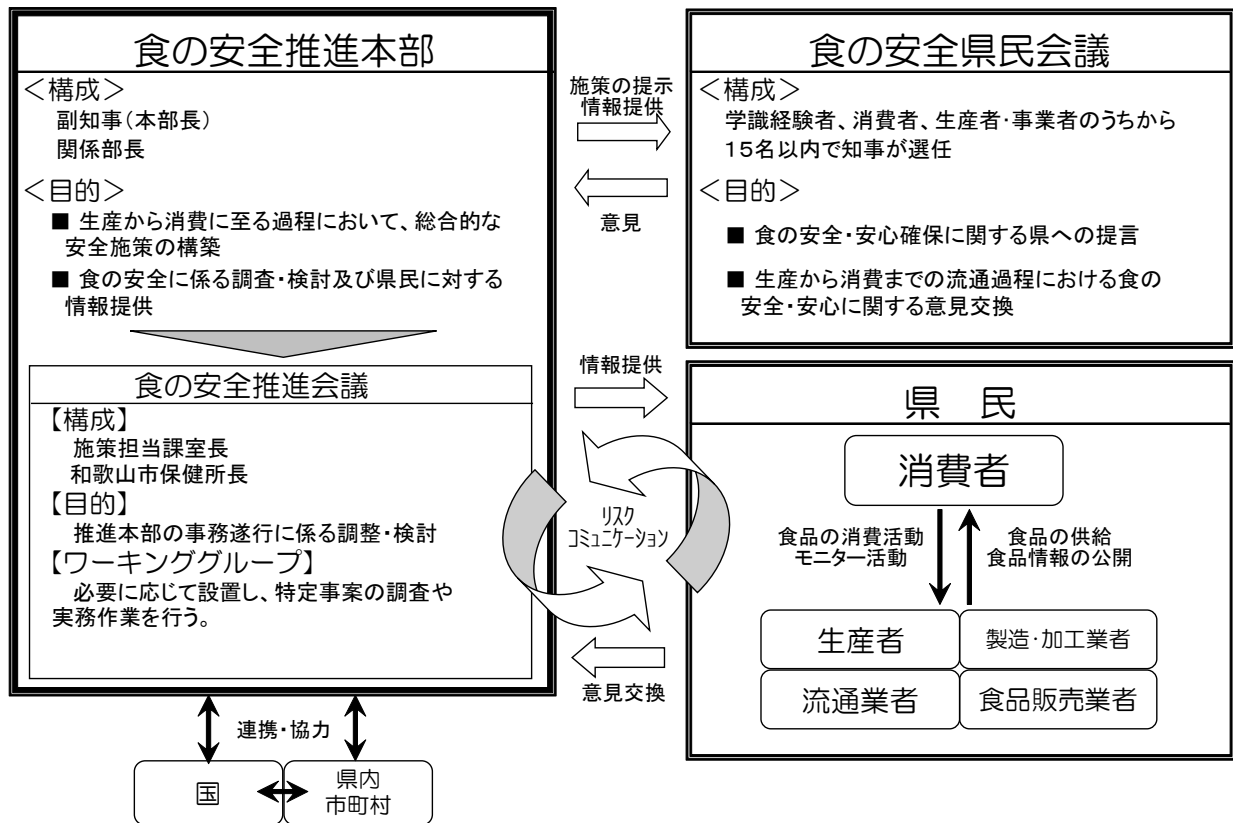 食の安全推進本部
＜構成＞
副知事（本部長）
関係部長
＜目的＞
■ 生産から消費に至る過程において、総合的な
安全施策の構築
■ 食の安全に係る調査・検討及び県民に対する
情報提供
食の安全推進会議
【構成】
施策担当課室長
和歌山市保健所長
【目的】
推進本部の事務遂行に係る調整・検討
【ワーキンググループ】
必要に応じて設置し、特定事案の調査や
実務作業を行う。
施策の提示
情報提供
意見
食の安全県民会議
＜構成＞
学識経験者、消費者、生産者・事業者のうちから
１５名以内で知事が選任
＜目的＞
■ 食の安全・安心確保に関する県への提言
■ 生産から消費までの流通過程における食の
安全・安心に関する意見交換
情報提供
ﾘｽｸ
ｺﾐｭﾆｹｰｼｮﾝ
意見交換
県　民
消費者
食品の消費活動
モニター活動
食品の供給
食品情報の公開
生産者
製造・加工業者
流通業者
食品販売業者
連携・協力
国
県内
市町村